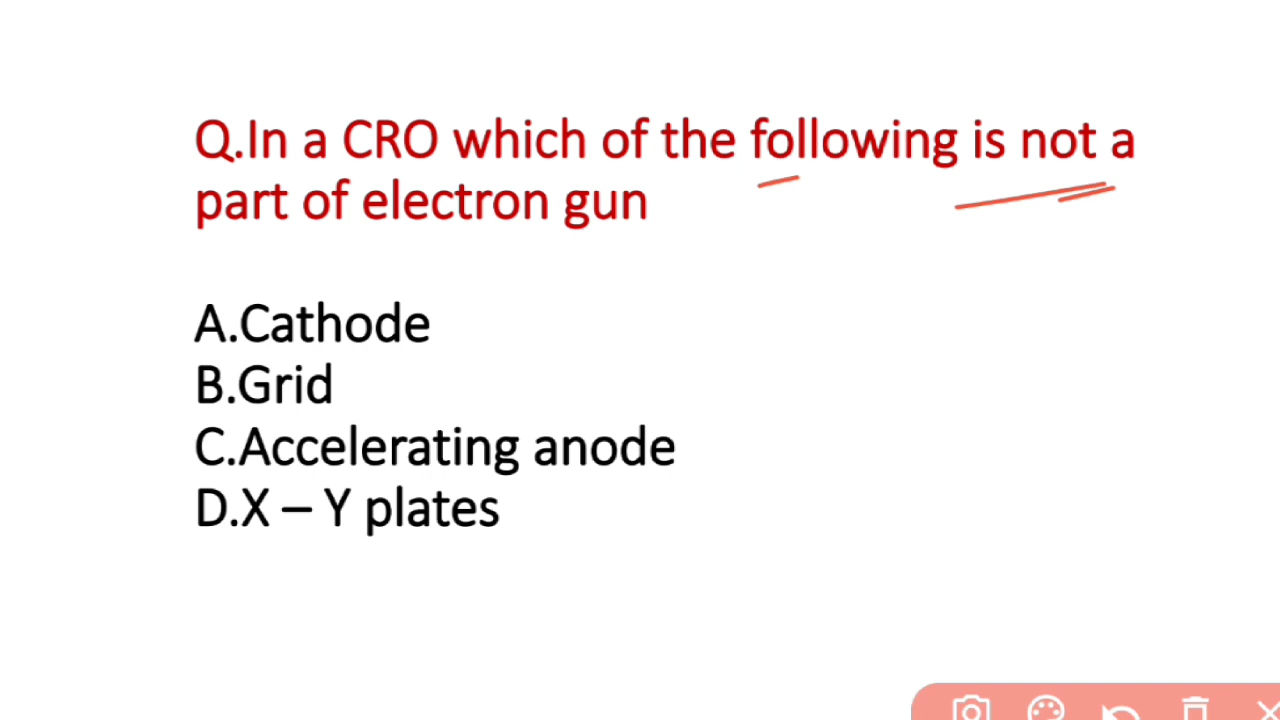 Q.In a CRO which of the following is not a
part of electron gun
A.Cathode
B.Grid
C.Accelerating anode
D.X – Y plates